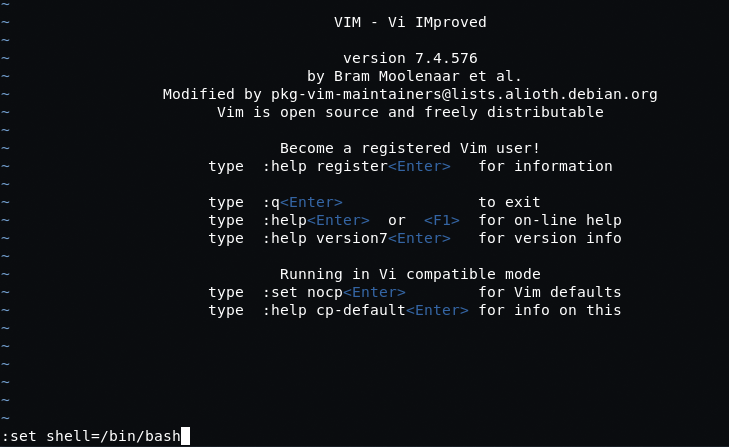 ~
~ VIM - Vi IMproved
~
~ version 7.4.576
~ by Bram Moolenaar et al.
~ Modified by pkg-vim-maintainers@lists.alioth.debian.org
~ Vim is open source and freely distributable
~
~ Become a registered Vim user!
~ type :help register<Enter> for information
~
~ type :q<Enter> to exit
~ type :help<Enter> or <F1> for on-line help
~ type :help version7<Enter> for version info
~
~ Running in Vi compatible mode
~ type :set nocp<Enter> for Vim defaults
~ type :help cp-default<Enter> for info on this
~
~
~
~
~
~
:set shell=/bin/bash